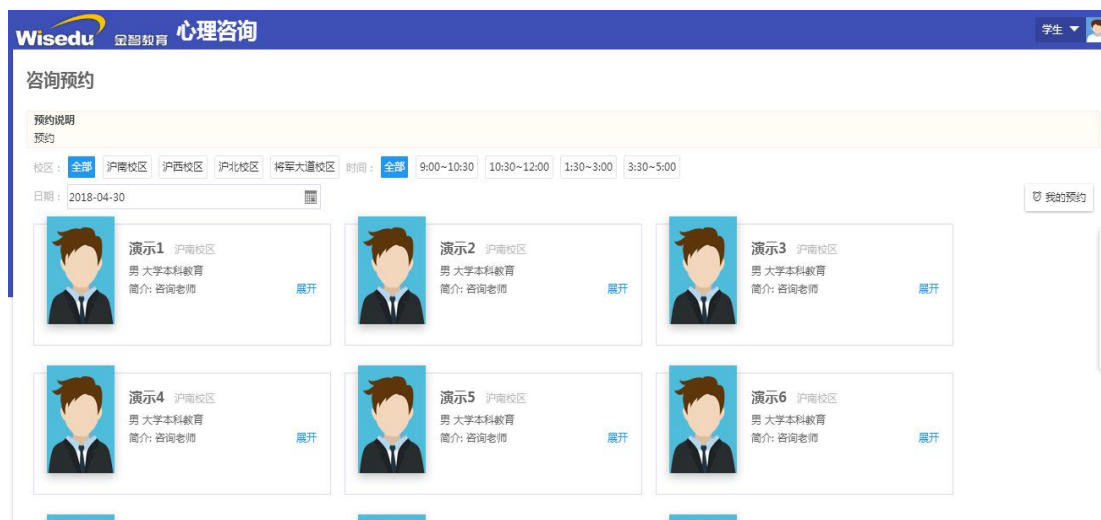 Wisedu 金智教育 心理咨询 学生
咨询预约
预约说明
预约
校区： 全部 沪南校区 沪西校区 沪北校区 将军大道校区 时间： 全部 9:00~10:30 10:30~12:00 1:30~3:00 3:30~5:00
日期： 2018-04-30 我的预约
演示1 沪南校区
男 大学本科教育
简介: 咨询老师 展开
演示2 沪南校区
男 大学本科教育
简介: 咨询老师 展开
演示3 沪南校区
男 大学本科教育
简介: 咨询老师 展开
演示4 沪南校区
男 大学本科教育
简介: 咨询老师 展开
演示5 沪南校区
男 大学本科教育
简介: 咨询老师 展开
演示6 沪南校区
男 大学本科教育
简介: 咨询老师 展开